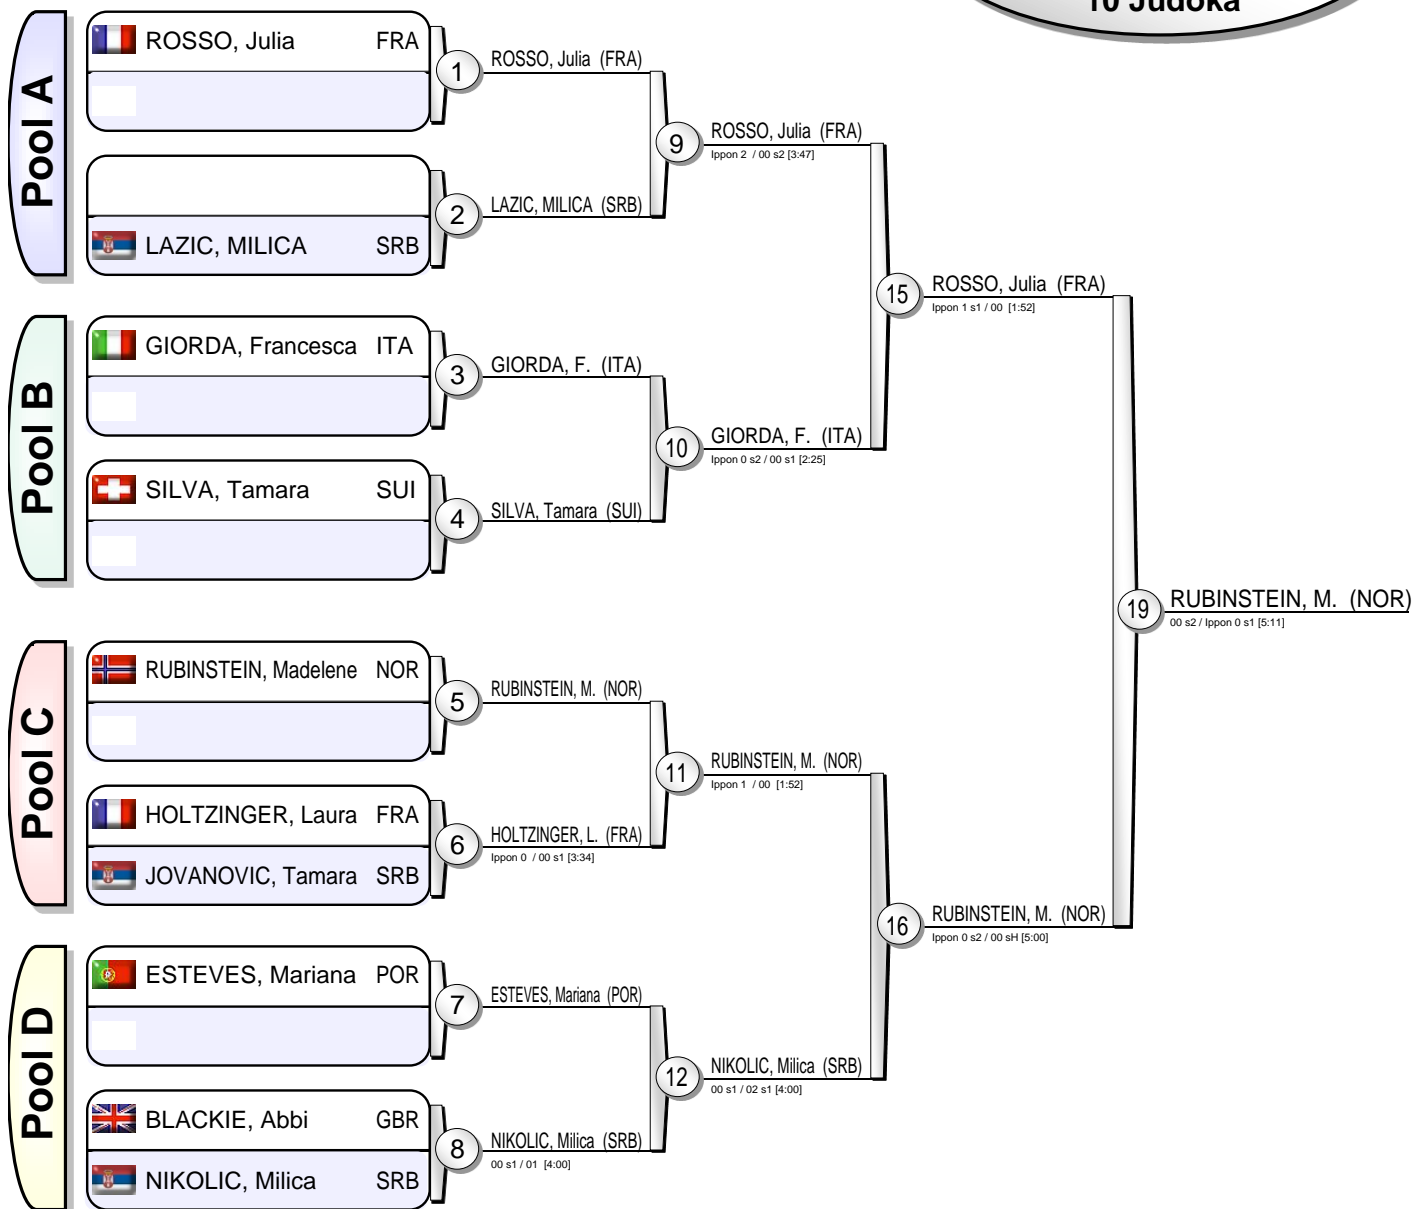 10 Judoka
Pool A
ROSSO, Julia FRA
1
ROSSO, Julia (FRA)
9
ROSSO, Julia (FRA)
Ippon 2 / 00 s2 [3:47]
2
LAZIC, MILICA (SRB)
LAZIC, MILICA SRB
15
ROSSO, Julia (FRA)
Ippon 1 s1 / 00 [1:52]
Pool B
GIORDA, Francesca ITA
3
GIORDA, F. (ITA)
10
GIORDA, F. (ITA)
Ippon 0 s2 / 00 s1 [2:25]
SILVA, Tamara SUI
4
SILVA, Tamara (SUI)
19
RUBINSTEIN, M. (NOR)
00 s2 / Ippon 0 s1 [5:11]
Pool C
RUBINSTEIN, Madelene NOR
5
RUBINSTEIN, M. (NOR)
11
RUBINSTEIN, M. (NOR)
Ippon 1 / 00 [1:52]
HOLTZINGER, Laura FRA
6
HOLTZINGER, L. (FRA)
Ippon 0 / 00 s1 [3:34]
JOVANOVIC, Tamara SRB
16
RUBINSTEIN, M. (NOR)
Ippon 0 s2 / 00 sH [5:00]
Pool D
ESTEVES, Mariana POR
7
ESTEVES, Mariana (POR)
12
NIKOLIC, Milica (SRB)
00 s1 / 02 s1 [4:00]
BLACKIE, Abbi GBR
8
NIKOLIC, Milica (SRB)
00 s1 / 01 [4:00]
NIKOLIC, Milica SRB